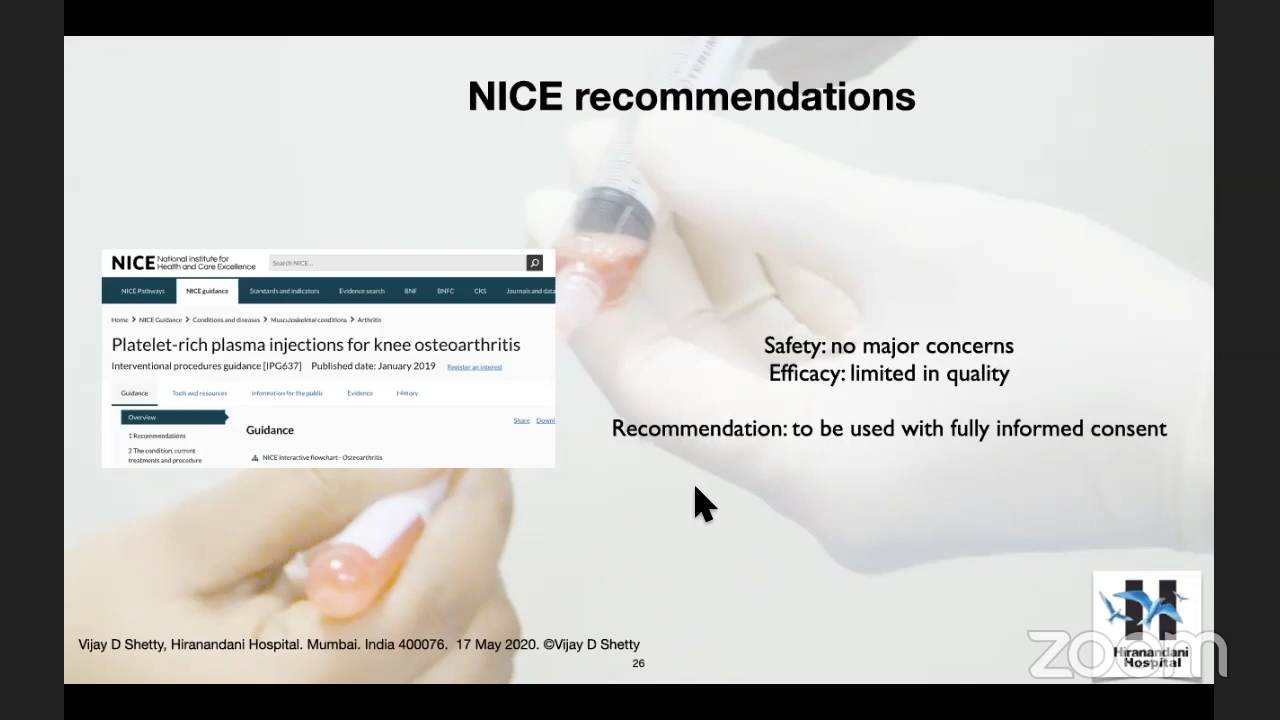 NICE recommendations
NICE National Institute for
Health and Care Excellence
Search NICE...
NICE Pathways NICE guidance Standards and indicators Evidence search BNF BNFC CKS Journals and data
Home > NICE Guidance > Conditions and diseases > Musculoskeletal conditions > Arthritis
Platelet-rich plasma injections for knee osteoarthritis
Interventional procedures guidance [IPG637] Published date: January 2019 Register an interest
Guidance Tools and resources Information for the public Evidence History
Overview
1 Recommendations
2 The condition, current
treatments and procedure
Share Downl
Guidance
NICE interactive flowchart - Osteoarthritis
Safety: no major concerns
Efficacy: limited in quality
Recommendation: to be used with fully informed consent
Vijay D Shetty, Hiranandani Hospital. Mumbai. India 400076. 17 May 2020. ©Vijay D Shetty
26
Hiranandani
Hospital
zoom